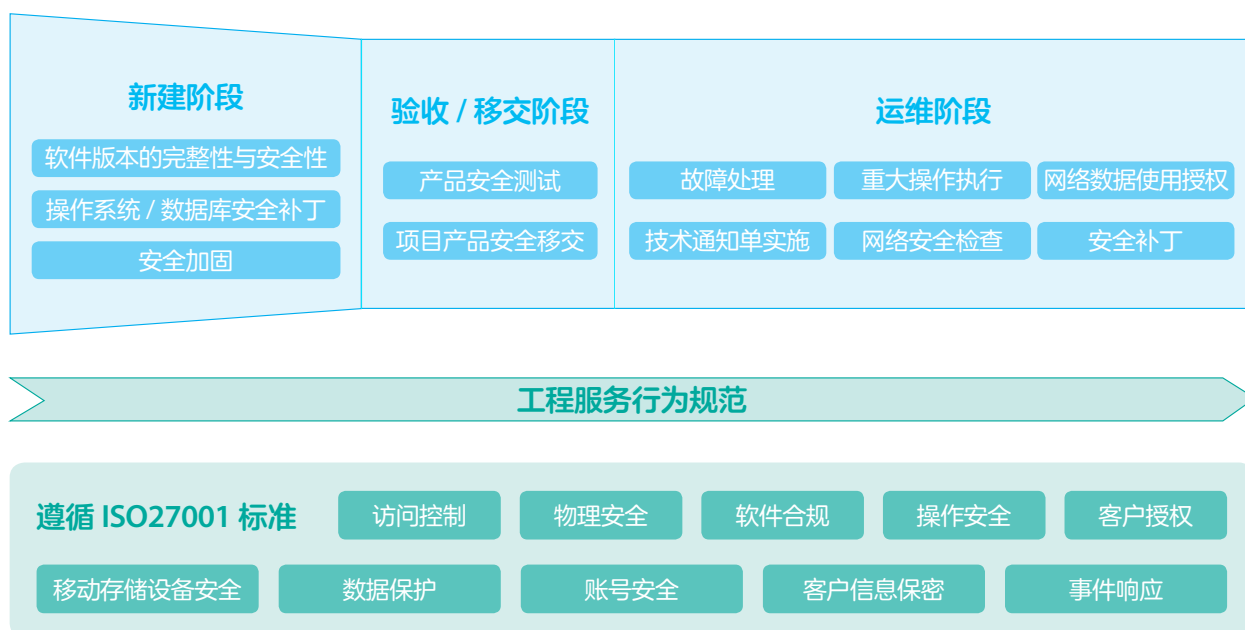 新建阶段
软件版本的完整性与安全性
操作系统 / 数据库安全补丁
安全加固
验收 / 移交阶段
产品安全测试
项目产品安全移交
运维阶段
故障处理
重大操作执行
网络数据使用授权
技术通知单实施
网络安全检查
安全补丁
工程服务行为规范
遵循 ISO27001 标准
访问控制
物理安全
软件合规
操作安全
客户授权
移动存储设备安全
数据保护
账号安全
客户信息保密
事件响应